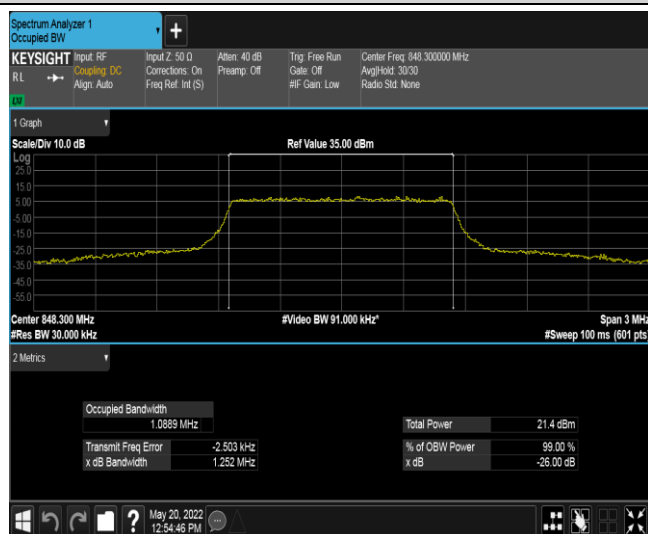 Spectrum Analyzer 1
Occupied BW
+
KEYSIGHT
RL
LXI
Input: RF
Coupling: DC
Align: Auto
Input Z: 50 Ω
Corrections: On
Freq Ref: Int (S)
Atten: 40 dB
Preamp: Off
Trig: Free Run
Gate: Off
#IF Gain: Low
Center Freq: 848.300000 MHz
Avg|Hold: 30/30
Radio Std: None
1 Graph
Scale/Div 10.0 dB
Ref Value 35.00 dBm
Log
25.0
15.0
5.00
-5.00
-15.0
-25.0
-35.0
-45.0
-55.0
Center 848.300 MHz
#Video BW 91.000 kHz*
Span 3 MHz
#Res BW 30.000 kHz
#Sweep 100 ms (601 pts)
2 Metrics
Occupied Bandwidth
1.0889 MHz
Transmit Freq Error -2.503 kHz
x dB Bandwidth 1.252 MHz
Total Power 21.4 dBm
% of OBW Power 99.00 %
x dB -26.00 dB
?
May 20, 2022
12:54:46 PM